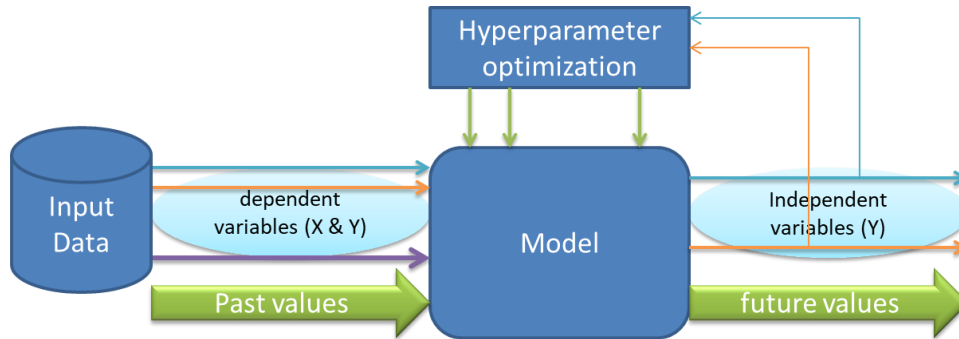 Hyperparameter
optimization
Input
Data
dependent
variables (X & Y)
Model
Independent
variables (Y)
Past values
future values